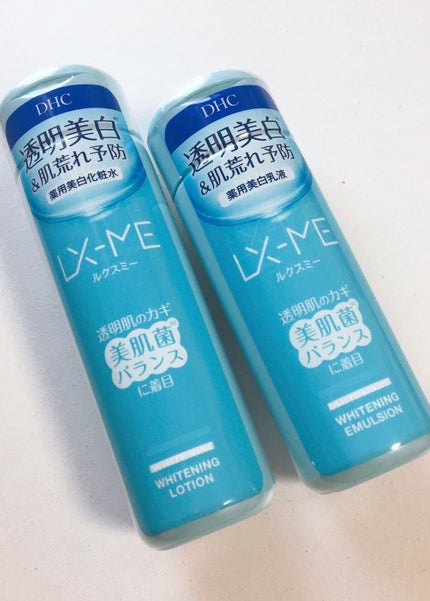 DHC
透明美白*
&肌荒れ予防
薬用美白化粧水
LX-ME
ルクスミー
透明肌のカギ
美肌菌
バランス
に着目
WHITENING
LOTION
DHC
透明美白*
&肌荒れ予防
薬用美白乳液
LX-ME
ルクスミー
透明肌のカギ
美肌菌
バランス
に着目
WHITENING
EMULSION